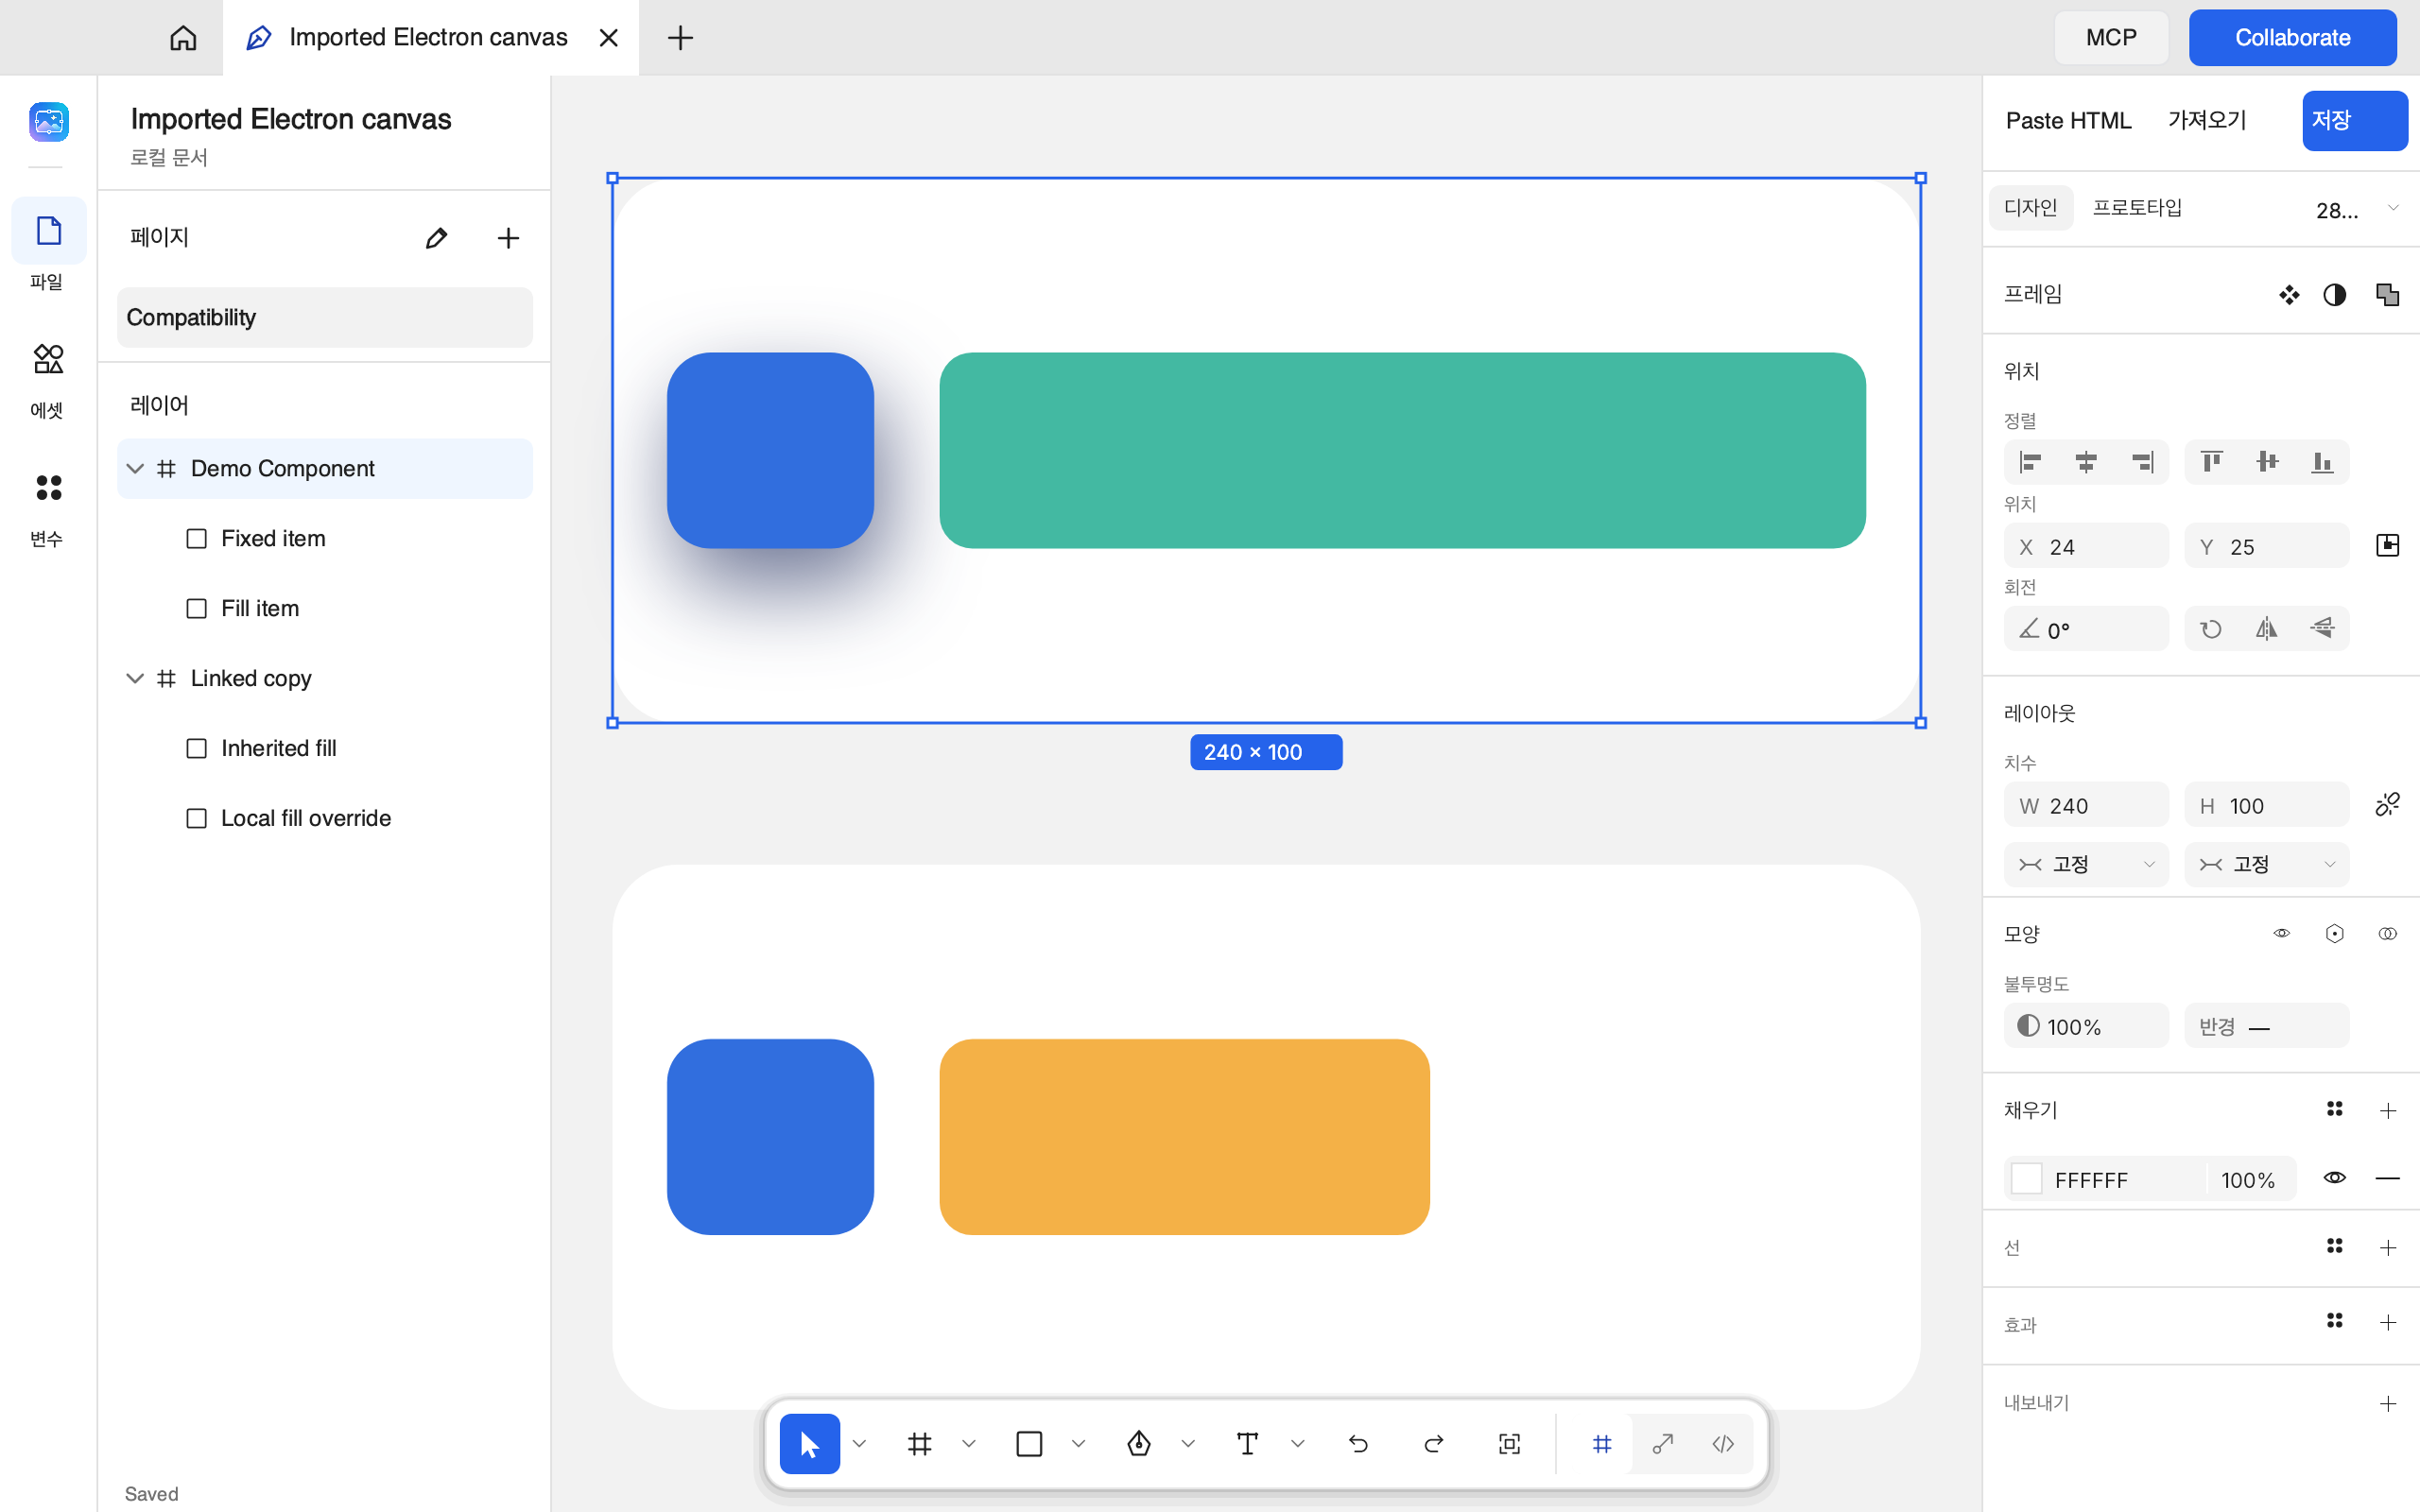 Imported Electron canvas
MCP
Collaborate
Imported Electron canvas
로컬 문서
파일
에셋
변수
페이지
Compatibility
레이어
Demo Component
Fixed item
Fill item
Linked copy
Inherited fill
Local fill override
Saved
240 × 100
Paste HTML 가져오기 저장
디자인 프로토타입 28...
프레임
위치
정렬
위치
X 24 Y 25
회전
0°
레이아웃
치수
W 240 H 100
고정 고정
모양
불투명도
100% 반경 —
채우기
FFFFFF 100%
선
효과
내보내기